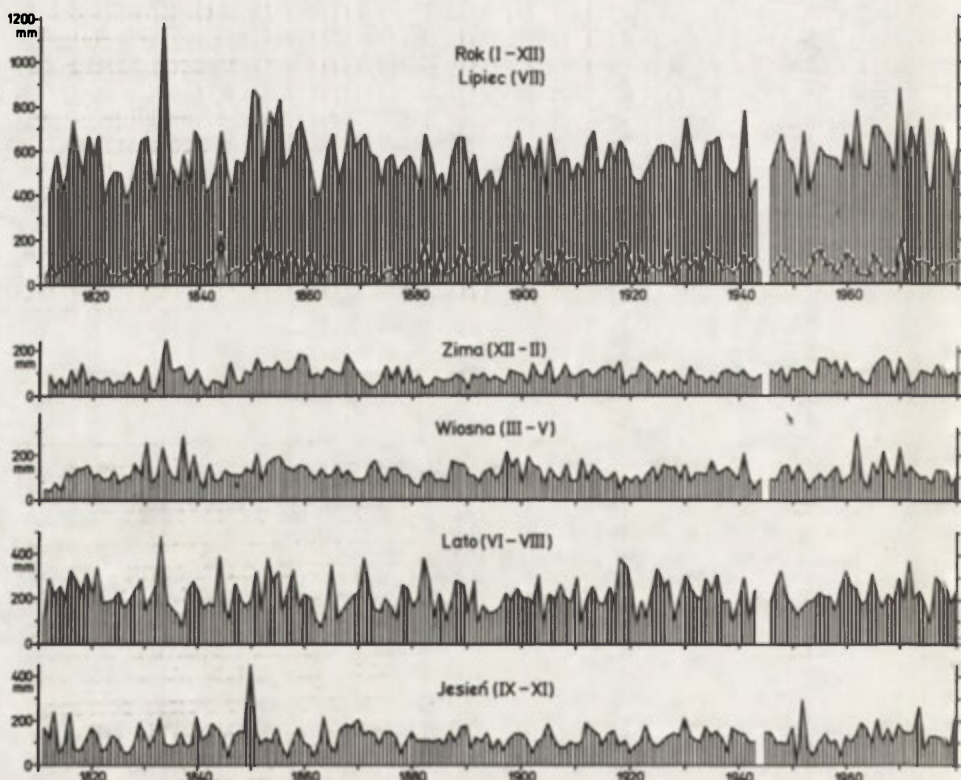 1200
mm
1000
800
600
400
200
0
Rok (I – XII)
Lipiec (VII)
1820 1840 1860 1880 1900 1920 1940 1960
200
mm
0
Zima (XII – II)
200
mm
0
Wiosna (III – V)
400
mm
200
0
Lato (VI – VIII)
400
mm
200
0
Jesień (IX – XI)
1820 1840 1860 1880 1900 1920 1940 1960